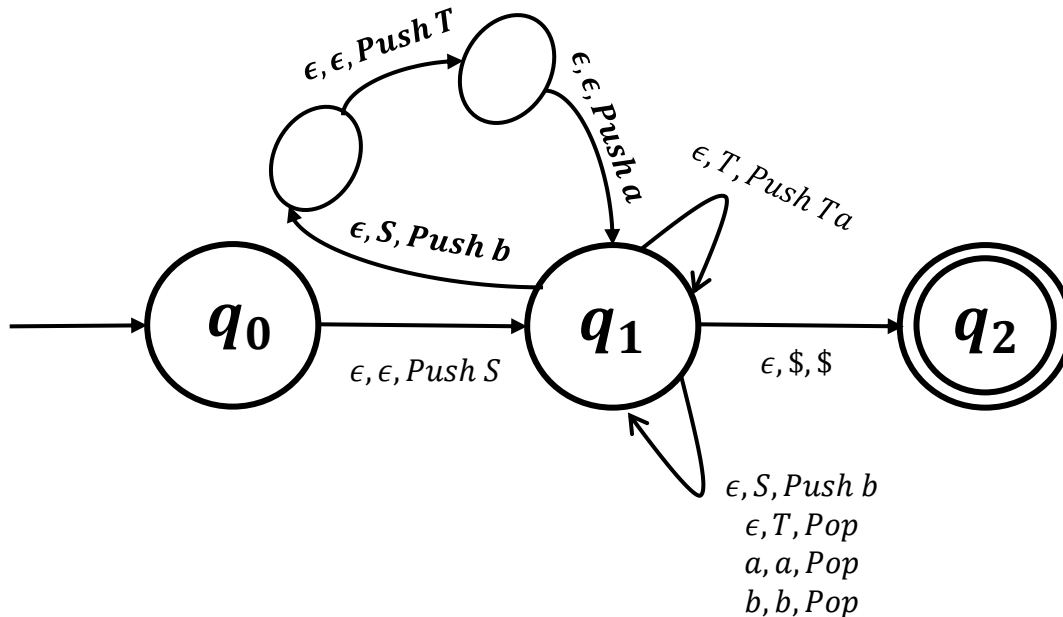 ϵ, ϵ, Push T
ϵ, ϵ, Push a
ϵ, T, Push Ta
ϵ, S, Push b
q₀
q₁
q₂
ϵ, ϵ, Push S
ϵ, $, $
ϵ, S, Push b
ϵ, T, Pop
a, a, Pop
b, b, Pop